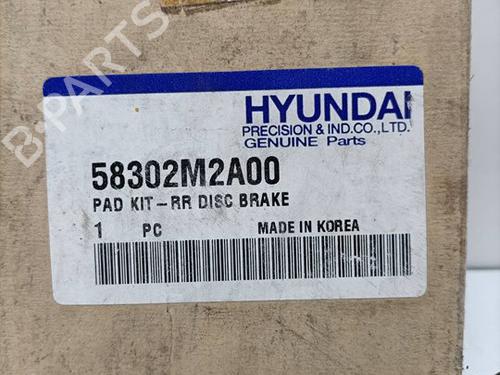 B-PARTS
HYUNDAI
PRECISION & IND.CO.,LTD.
GENUINE Parts
58302M2A00
PAD KIT-RR DISC BRAKE
1 PC MADE IN KOREA
B-PARTS